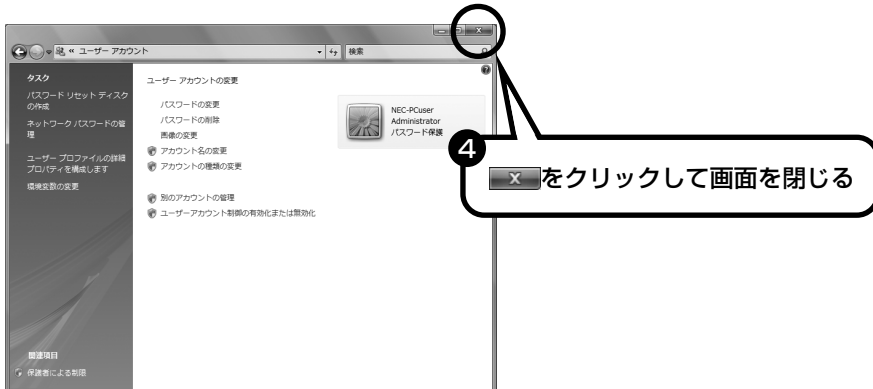 « ユーザー アカウント
検索
タスク
パスワード リセット ディスク
の作成
ネットワーク パスワードの管
理
ユーザー プロファイルの詳細
プロパティを構成します
環境変数の変更
関連項目
保護者による制限
ユーザー アカウントの変更
パスワードの変更
パスワードの削除
画像の変更
アカウント名の変更
アカウントの種類の変更
別のアカウントの管理
ユーザーアカウント制御の有効化または無効化
NEC-PCuser
Administrator
パスワード保護
4
Xをクリックして画面を閉じる